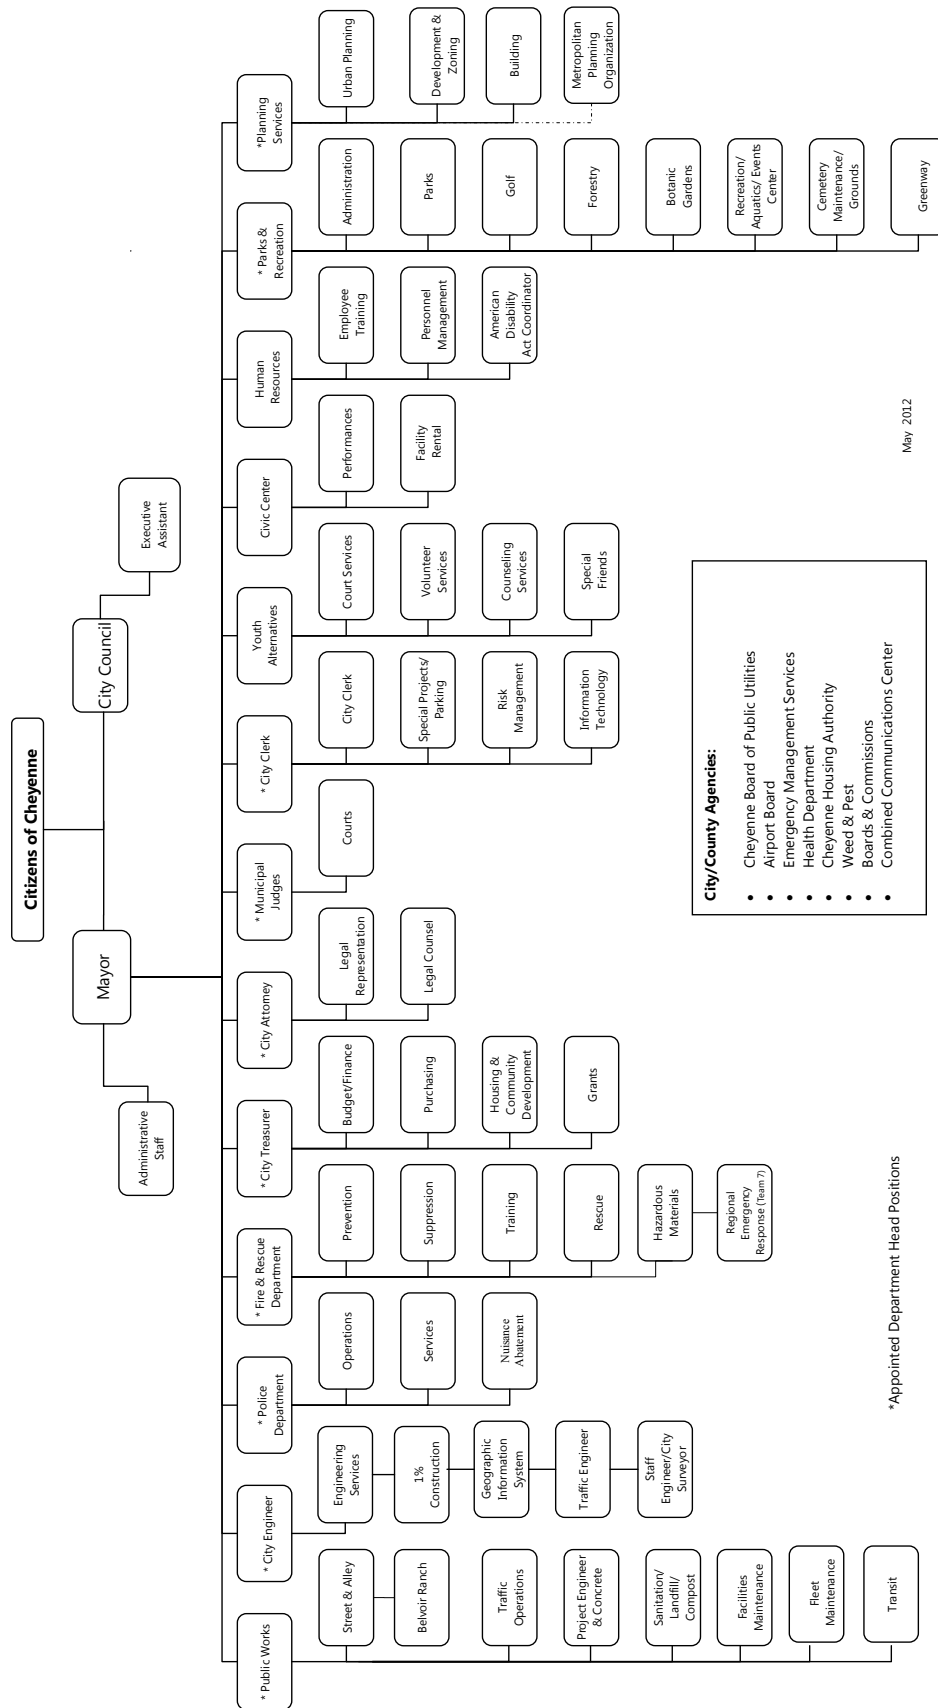 Citizens of Cheyenne
Mayor
City Council
Administrative
Staff
Executive
Assistant
* Public Works
Street & Alley
Belvoir Ranch
Traffic
Operations
Project Engineer
& Concrete
Sanitation/
Landfill/
Compost
Facilities
Maintenance
Fleet
Maintenance
Transit
* City Engineer
Engineering
Services
1%
Construction
Geographic
Information
System
Traffic Engineer
Staff
Engineer/City
Surveyor
* Police
Department
Operations
Services
Nuisance
Abatement
* Fire & Rescue
Department
Prevention
Suppression
Training
Rescue
Hazardous
Materials
Regional
Emergency
Response (Team 7)
* City Treasurer
Budget/Finance
Purchasing
Housing &
Community
Development
Grants
* City Attorney
Legal
Representation
Legal Counsel
* Municipal
Judges
Courts
* City Clerk
City Clerk
Special Projects/
Parking
Risk
Management
Information
Technology
Youth
Alternatives
Court Services
Volunteer
Services
Counseling
Services
Special
Friends
Civic Center
Performances
Facility
Rental
Human
Resources
Employee
Training
Personnel
Management
American
Disability
Act Coordinator
* Parks &
Recreation
Administration
Parks
Golf
Forestry
Botanic
Gardens
Recreation/
Aquatics/ Events
Center
Cemetery
Maintenance/
Grounds
Greenway
*Planning
Services
Urban Planning
Development &
Zoning
Building
Metropolitan
Planning
Organization
*Appointed Department Head Positions
City/County Agencies:
• Cheyenne Board of Public Utilities
• Airport Board
• Emergency Management Services
• Health Department
• Cheyenne Housing Authority
• Weed & Pest
• Boards & Commissions
• Combined Communications Center
May 2012